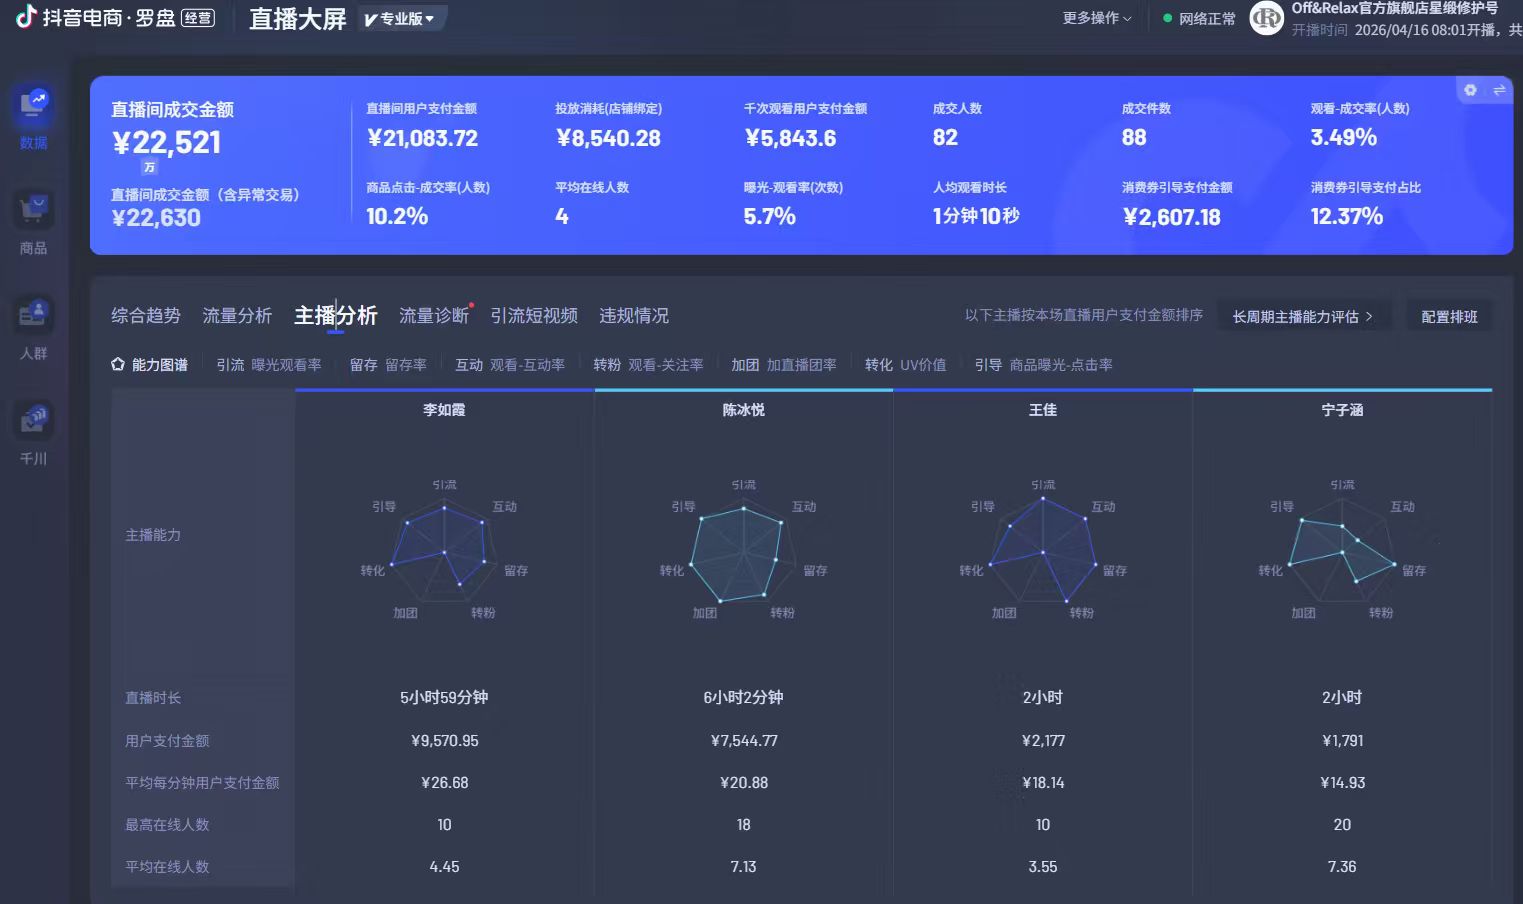 抖音电商·罗盘 经营
直播大屏
专业版
更多操作
网络正常
Off&Relax官方旗舰店星缎修护号
开播时间 2026/04/16 08:01开播，共
数据
商品
人群
千川
直播间成交金额
¥22,521
万
直播间成交金额（含异常交易）
¥22,630
直播间用户支付金额
¥21,083.72
投放消耗(店铺绑定)
¥8,540.28
千次观看用户支付金额
¥5,843.6
成交人数
82
成交件数
88
观看-成交率(人数)
3.49%
商品点击-成交率(人数)
10.2%
平均在线人数
4
曝光-观看率(次数)
5.7%
人均观看时长
1分钟10秒
消费券引导支付金额
¥2,607.18
消费券引导支付占比
12.37%
综合趋势 流量分析 主播分析 流量诊断 引流短视频 违规情况
以下主播按本场直播用户支付金额排序
长周期主播能力评估 >
配置排班
能力图谱 引流 曝光观看率 留存 留存率 互动 观看-互动率 转粉 观看-关注率 加团 加直播团率 转化 UV价值 引导 商品曝光-点击率
李如霞 陈冰悦 王佳 宁子涵
主播能力
引流 互动 留存 转粉 加团 转化 引导
引流 互动 留存 转粉 加团 转化 引导
引流 互动 留存 转粉 加团 转化 引导
引流 互动 留存 转粉 加团 转化 引导
直播时长 5小时59分钟 6小时2分钟 2小时 2小时
用户支付金额 ¥9,570.95 ¥7,544.77 ¥2,177 ¥1,791
平均每分钟用户支付金额 ¥26.68 ¥20.88 ¥18.14 ¥14.93
最高在线人数 10 18 10 20
平均在线人数 4.45 7.13 3.55 7.36